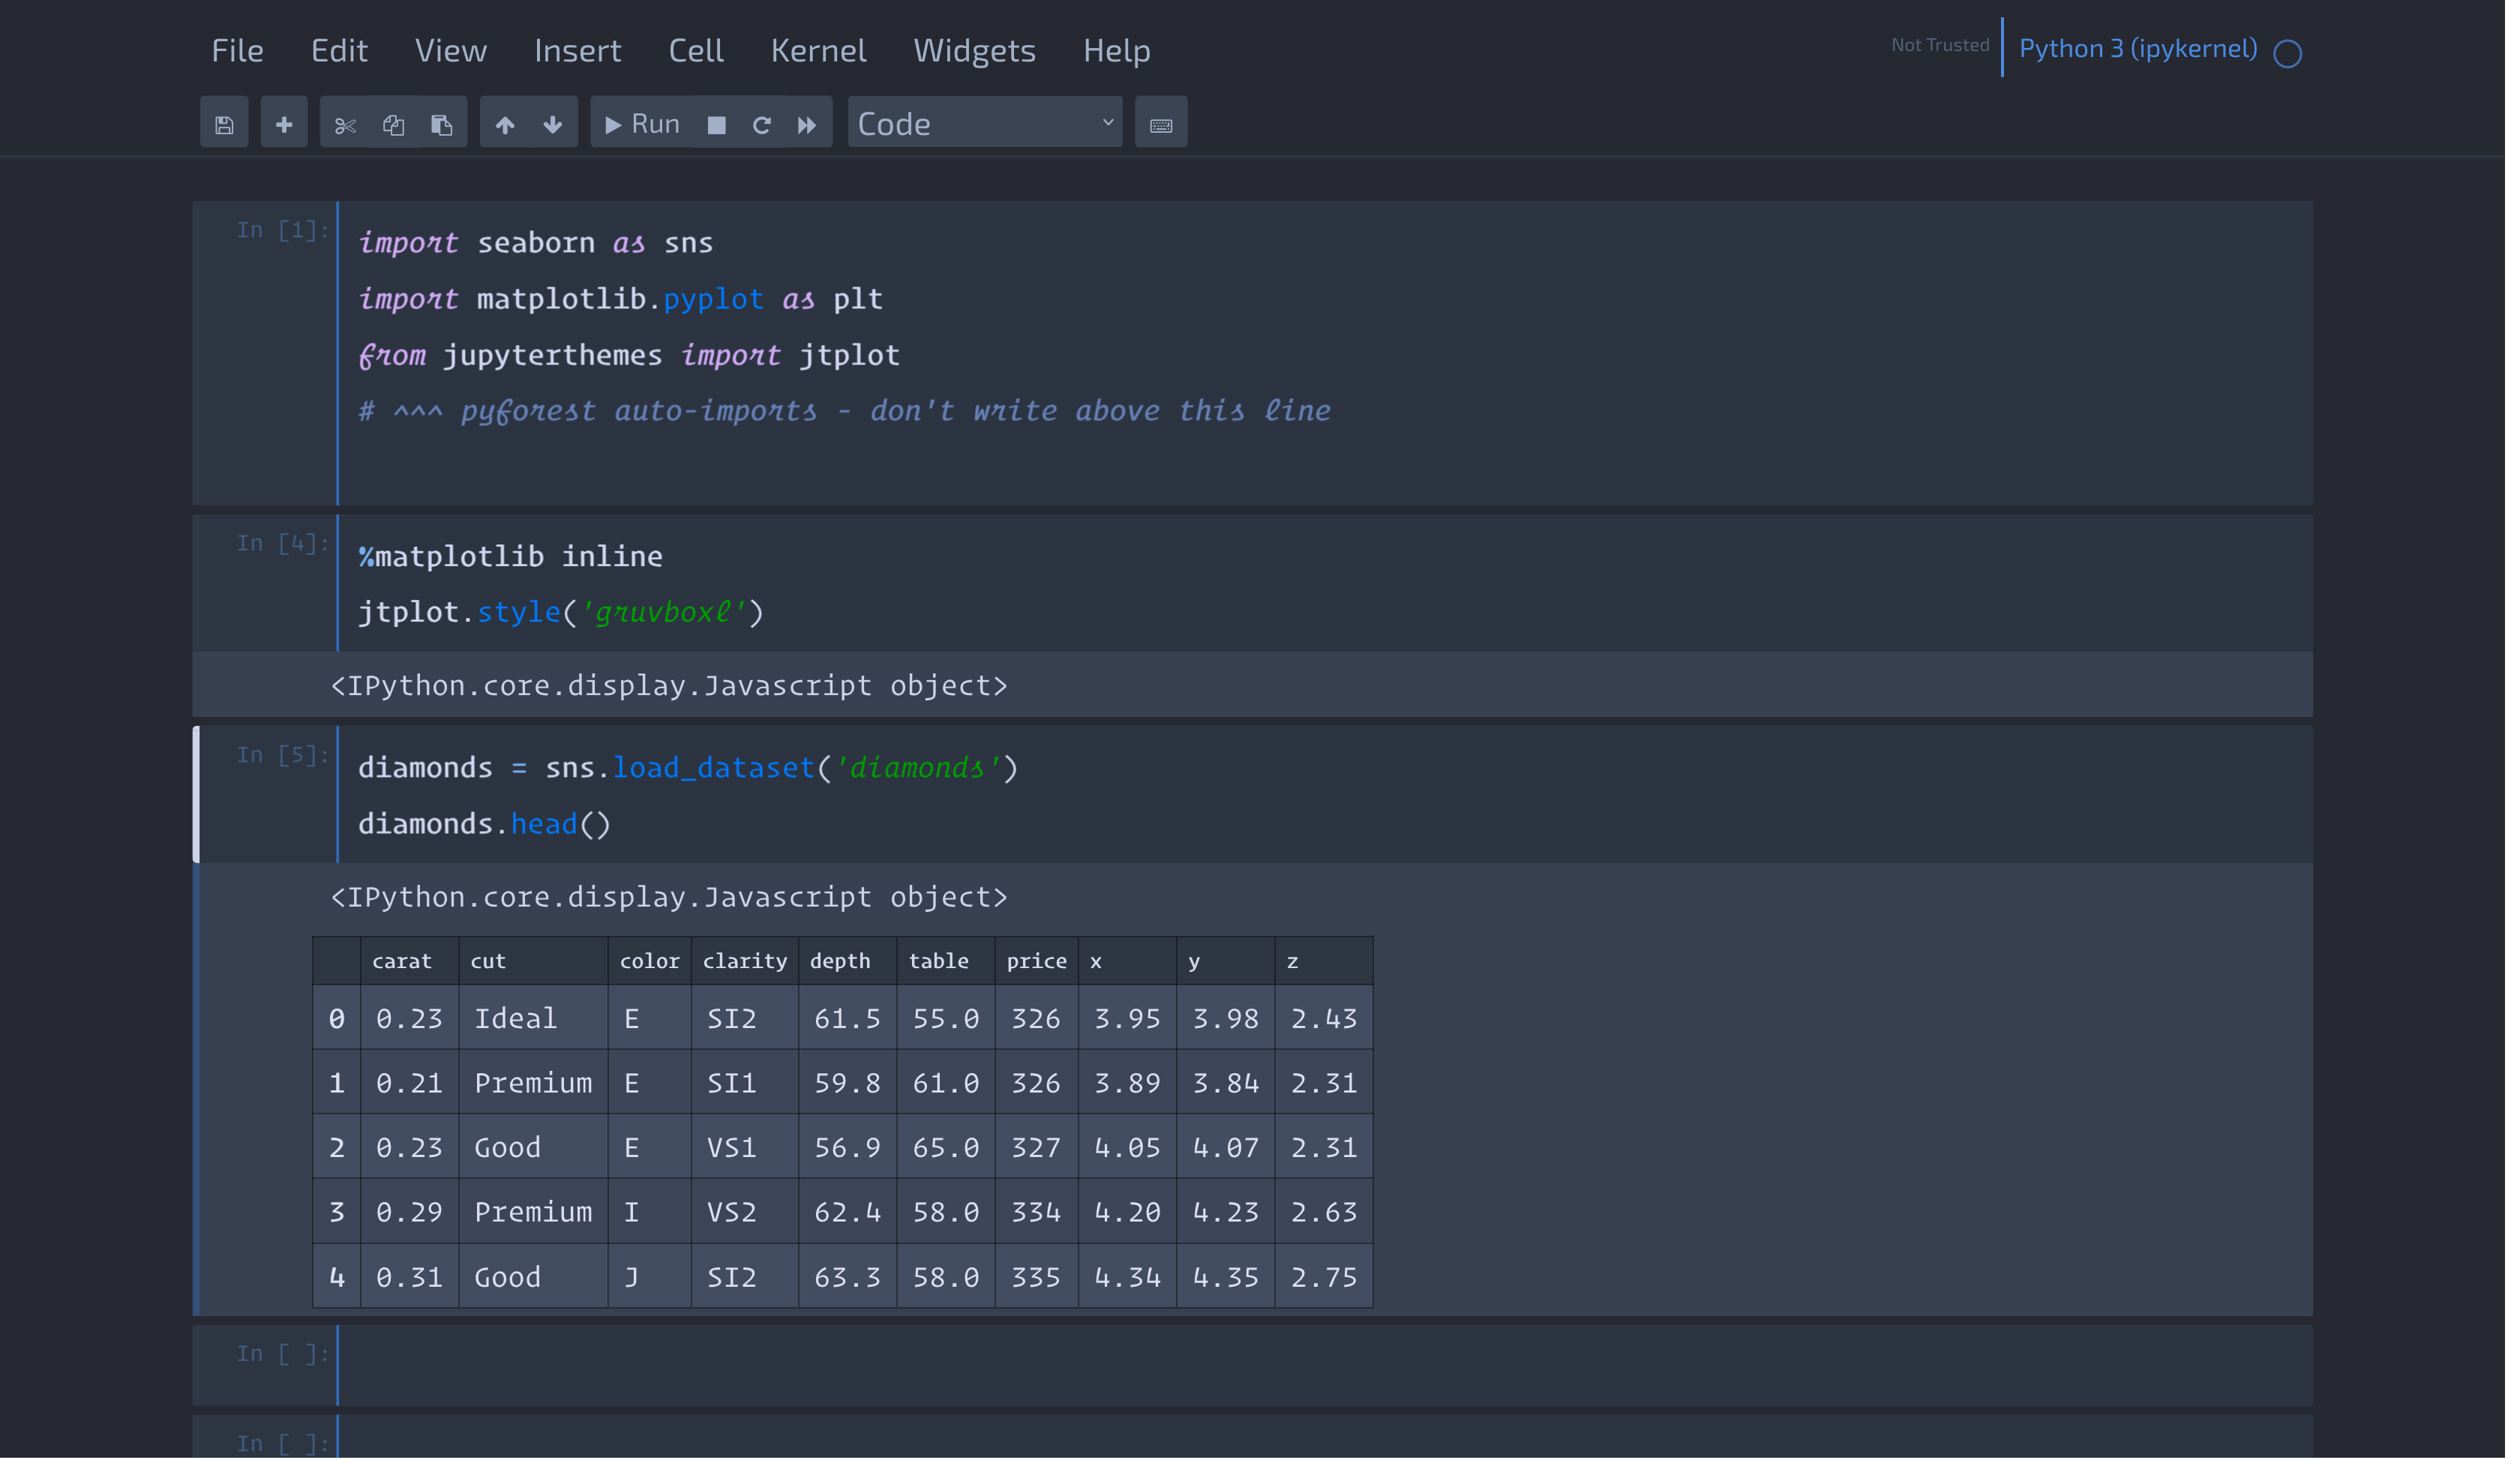 File Edit View Insert Cell Kernel Widgets Help Not Trusted Python 3 (ipykernel)
Run Code
In [1]:
import seaborn as sns
import matplotlib.pyplot as plt
from jupyterthemes import jtplot
# ^^^ pyforest auto-imports - don't write above this line
In [4]:
%matplotlib inline
jtplot.style('gruvboxl')
<IPython.core.display.Javascript object>
In [5]:
diamonds = sns.load_dataset('diamonds')
diamonds.head()
<IPython.core.display.Javascript object>
carat cut color clarity depth table price x y z
0 0.23 Ideal E SI2 61.5 55.0 326 3.95 3.98 2.43
1 0.21 Premium E SI1 59.8 61.0 326 3.89 3.84 2.31
2 0.23 Good E VS1 56.9 65.0 327 4.05 4.07 2.31
3 0.29 Premium I VS2 62.4 58.0 334 4.20 4.23 2.63
4 0.31 Good J SI2 63.3 58.0 335 4.34 4.35 2.75
In [ ]:
In [ ]: